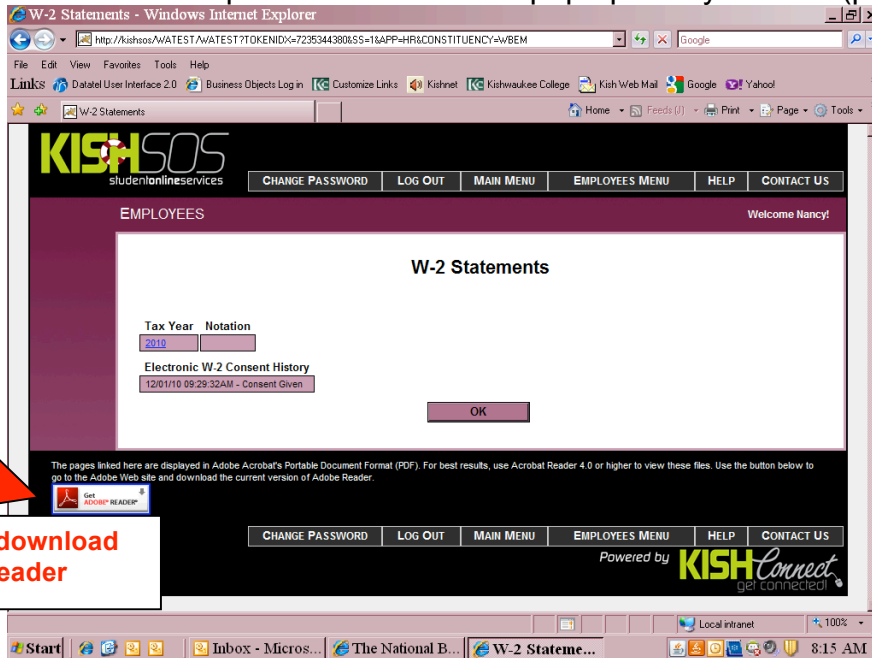 W-2 Statements - Windows Internet Explorer
http://kishsos/WATEST/WATEST?TOKENIDX=7235344380&SS=1&APP=HR&CONSTITUENCY=WBEM
Google
File Edit View Favorites Tools Help
Links Datatel User Interface 2.0 Business Objects Log in Customize Links Kishnet Kishwaukee College Kish Web Mail Google Yahoo!
W-2 Statements Home Feeds (J) Print Page Tools
KISHSOS
studentonlineservices
CHANGE PASSWORD LOG OUT MAIN MENU EMPLOYEES MENU HELP CONTACT US
EMPLOYEES Welcome Nancy!
W-2 Statements
Tax Year Notation
2010
Electronic W-2 Consent History
12/01/10 09:29:32AM - Consent Given
OK
The pages linked here are displayed in Adobe Acrobat's Portable Document Format (PDF). For best results, use Acrobat Reader 4.0 or higher to view these files. Use the button below to
go to the Adobe Web site and download the current version of Adobe Reader.
Get
ADOBE® READER®
download
eader
CHANGE PASSWORD LOG OUT MAIN MENU EMPLOYEES MENU HELP CONTACT US
Powered by
KISH Connect
get connected!
Local intranet 100%
Start Inbox - Micros... The National B... W-2 Stateme... 8:15 AM